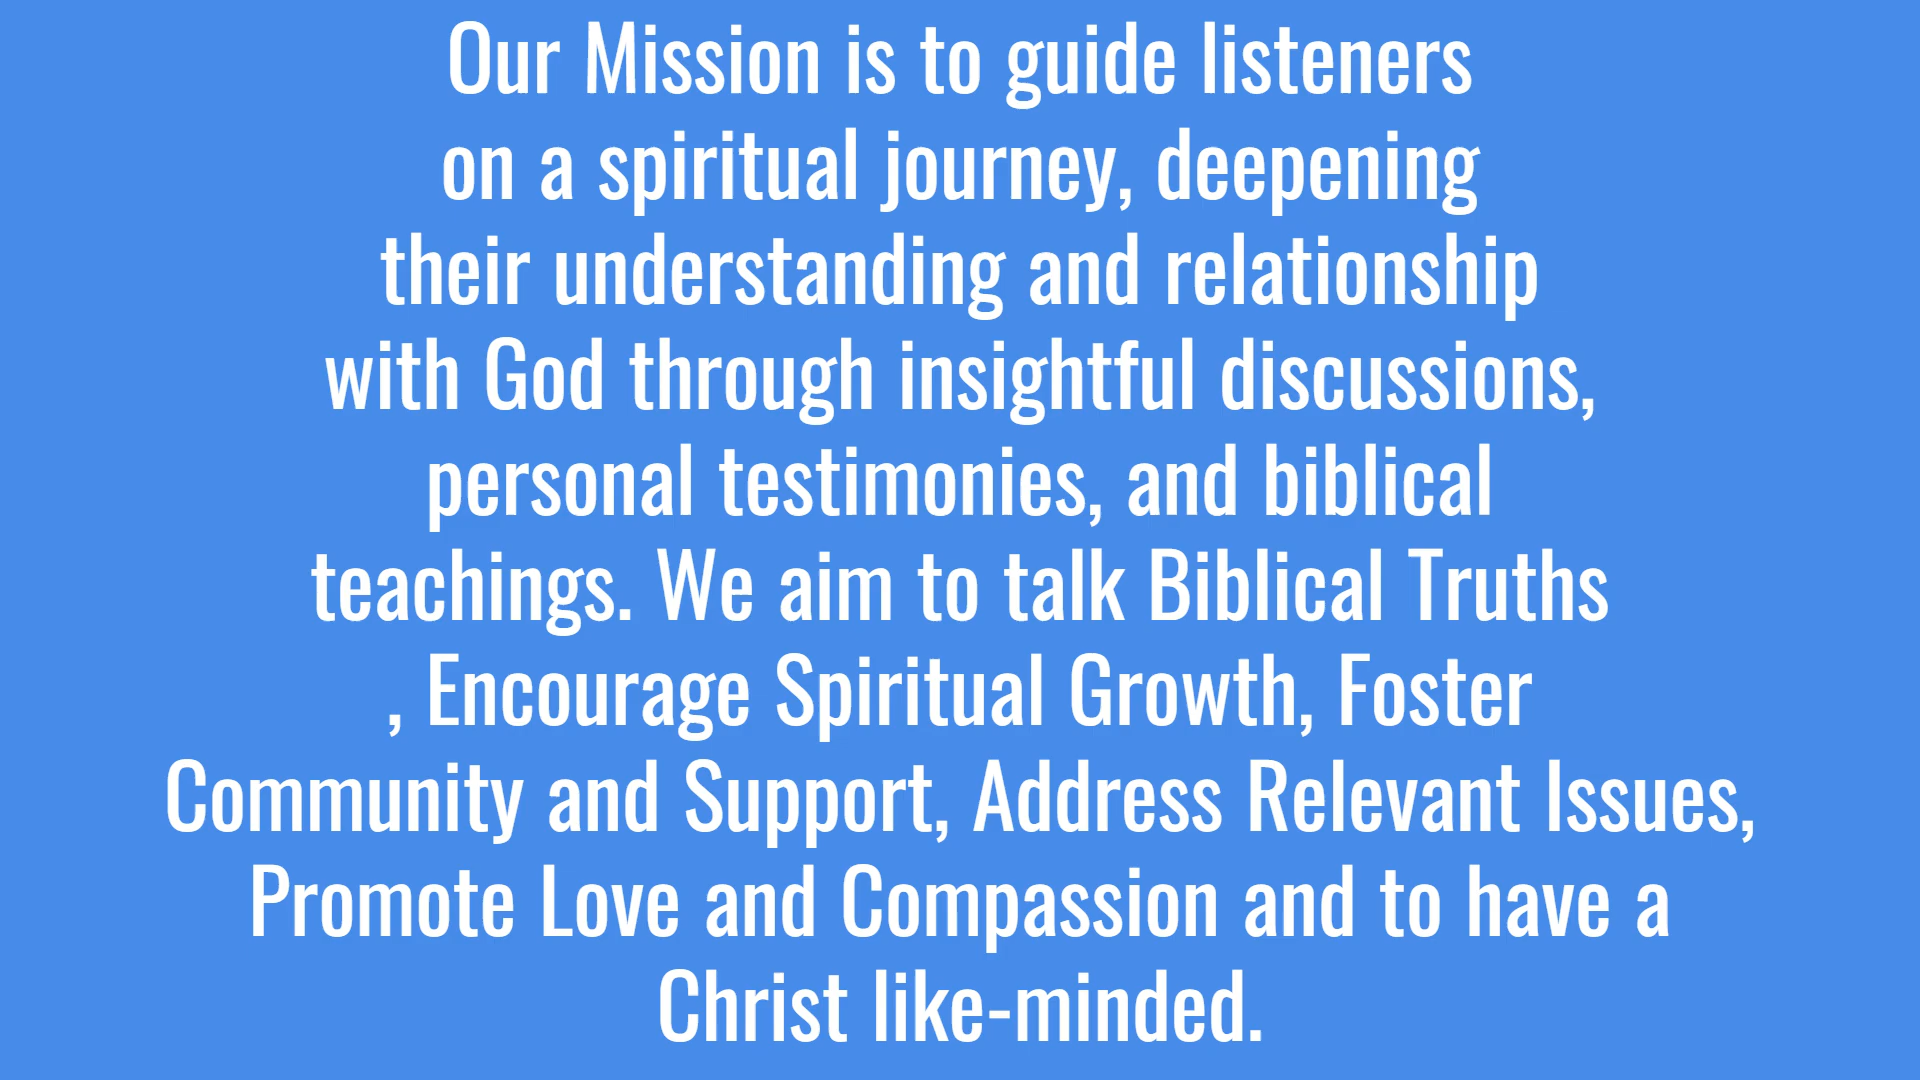 Our Mission is to guide listeners
on a spiritual journey, deepening
their understanding and relationship
with God through insightful discussions,
personal testimonies, and biblical
teachings. We aim to talk Biblical Truths
, Encourage Spiritual Growth, Foster
Community and Support, Address Relevant Issues,
Promote Love and Compassion and to have a
Christ like-minded.